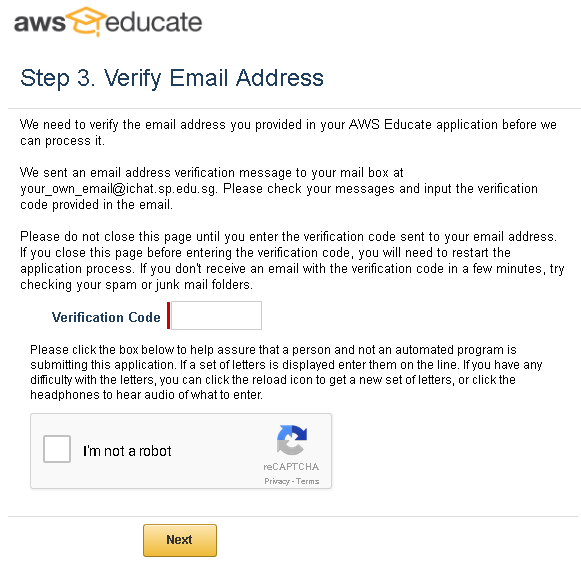 aws educate
Step 3. Verify Email Address
We need to verify the email address you provided in your AWS Educate application before we
can process it.
We sent an email address verification message to your mail box at
your_own_email@ichat.sp.edu.sg. Please check your messages and input the verification
code provided in the email.
Please do not close this page until you enter the verification code sent to your email address.
If you close this page before entering the verification code, you will need to restart the
application process. If you don't receive an email with the verification code in a few minutes, try
checking your spam or junk mail folders.
Verification Code
Please click the box below to help assure that a person and not an automated program is
submitting this application. If a set of letters is displayed enter them on the line. If you have any
difficulty with the letters, you can click the reload icon to get a new set of letters, or click the
headphones to hear audio of what to enter.
I'm not a robot
reCAPTCHA
Privacy - Terms
Next